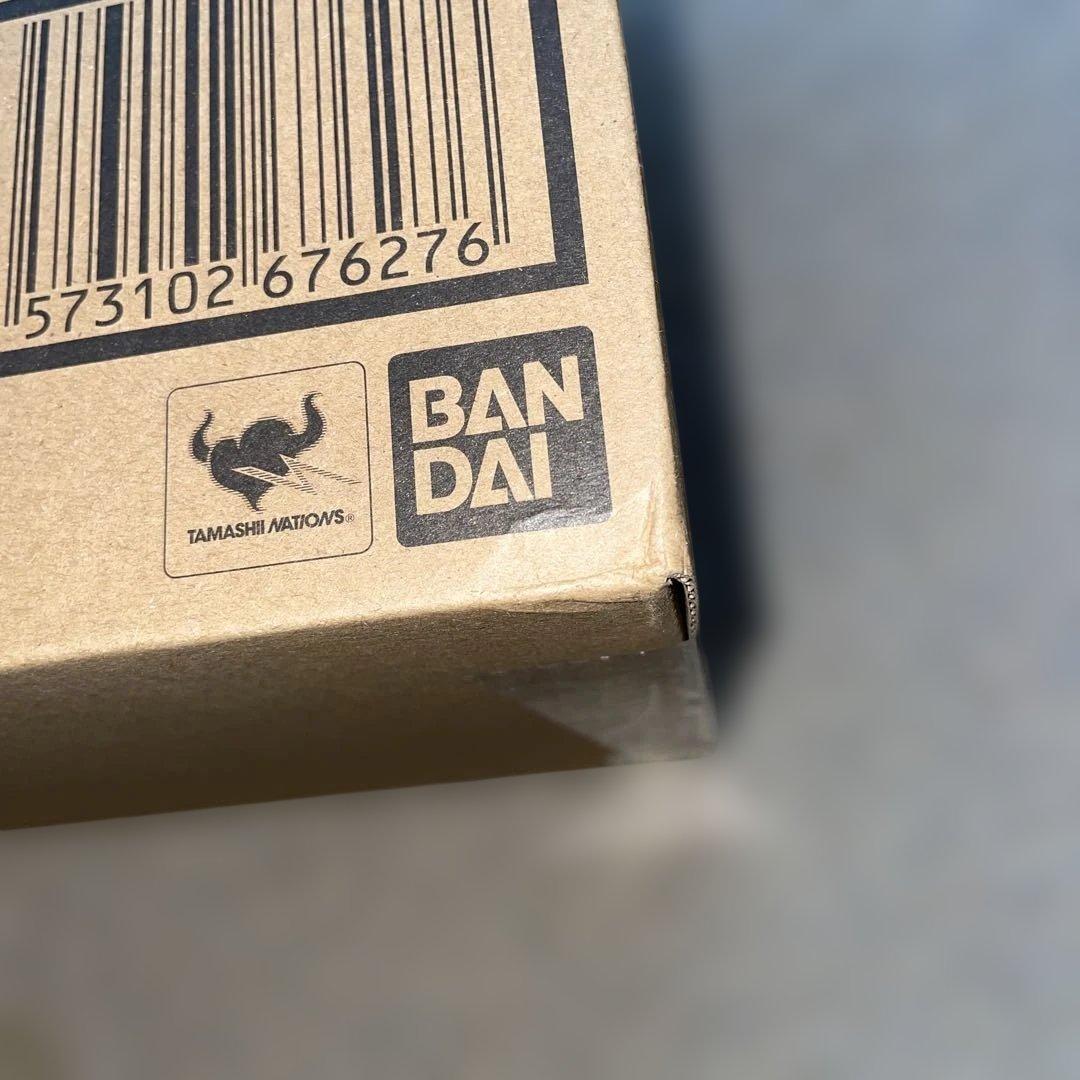 573102 676276
TAMASHII NATIONS®
BAN
DAI